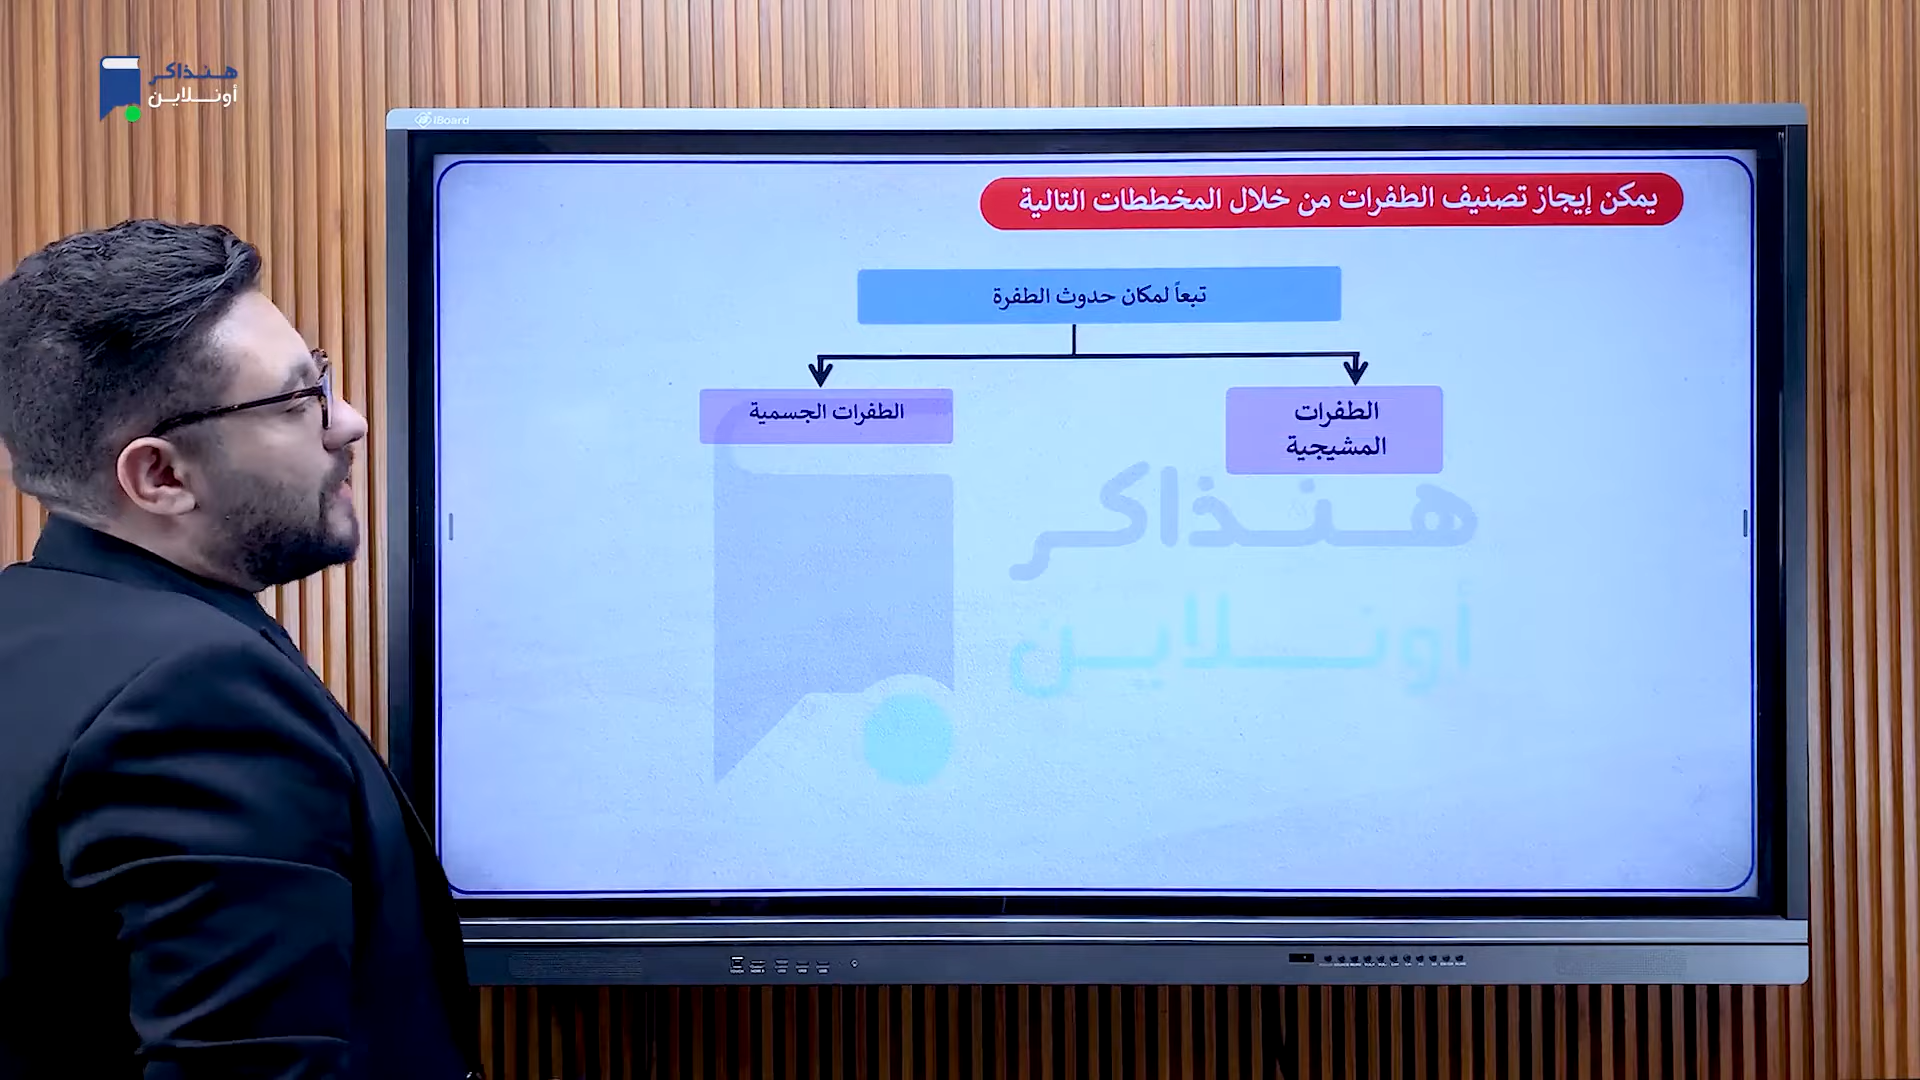 هنذاكر
أونلاين
IBoard
يمكن إيجاز تصنيف الطفرات من خلال المخططات التالية
تبعاً لمكان حدوث الطفرة
الطفرات
المشيجية
الطفرات الجسمية
هنذاكر
أونلاين